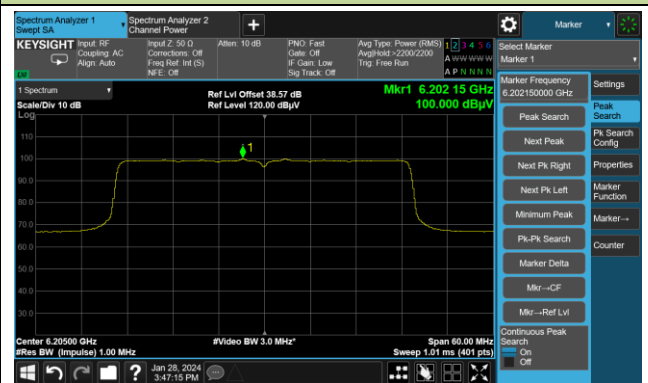 Spectrum Analyzer 1
Swept SA
Spectrum Analyzer 2
Channel Power
+
Marker
KEYSIGHT
Input: RF
Coupling: AC
Align: Auto
Input Z: 50 Ω
Corrections: Off
Freq Ref: Int (S)
NFE: Off
Atten: 10 dB
PNO: Fast
Gate: Off
IF Gain: Low
Sig Track: Off
Avg Type: Power (RMS)
Avg|Hold:>2200/2200
Trig: Free Run
1 2 3 4 5 6
A W W W W W
A P N N N N
Select Marker
Marker 1
1 Spectrum
Scale/Div 10 dB
Log
Ref Lvl Offset 38.57 dB
Ref Level 120.00 dBµV
Mkr1 6.202 15 GHz
100.000 dBµV
110
100
90.0
80.0
70.0
60.0
50.0
40.0
30.0
1
Center 6.20500 GHz
#Res BW (Impulse) 1.00 MHz
#Video BW 3.0 MHz*
Span 60.00 MHz
Sweep 1.01 ms (401 pts)
Marker Frequency
6.202150000 GHz
Peak Search
Next Peak
Next Pk Right
Next Pk Left
Minimum Peak
Pk-Pk Search
Marker Delta
Mkr→CF
Mkr→Ref Lvl
Continuous Peak
Search
On
Off
Settings
Peak
Search
Pk Search
Config
Properties
Marker
Function
Marker→
Counter
?
Jan 28, 2024
3:47:15 PM